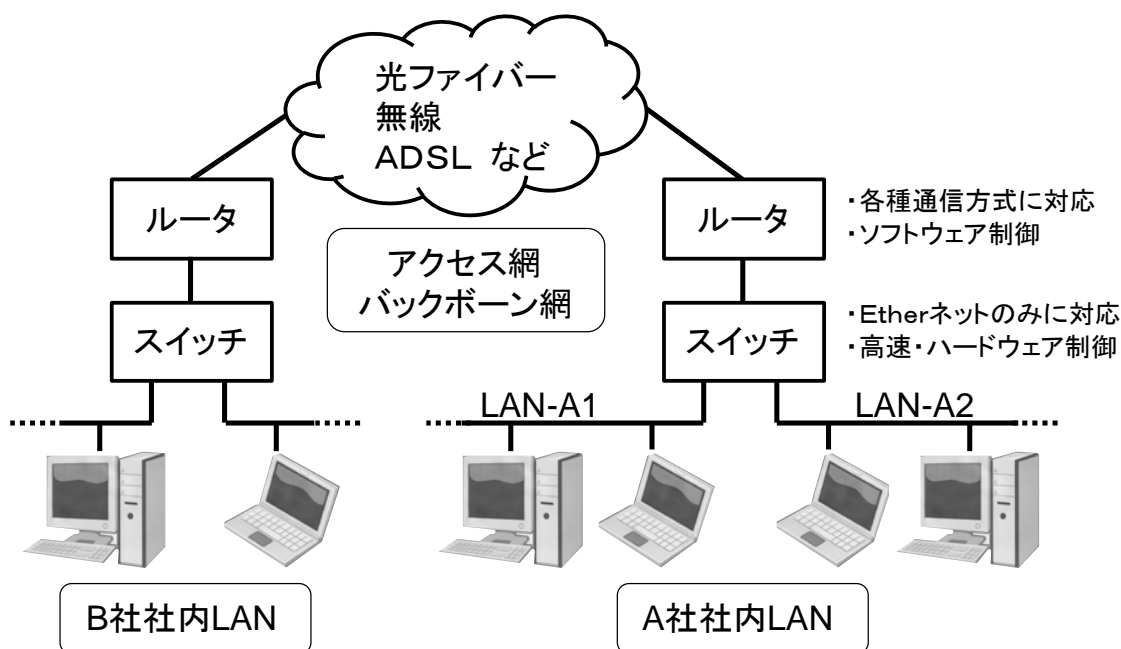 光ファイバー
無線
ADSL など
ルータ
ルータ
・各種通信方式に対応
・ソフトウェア制御
アクセス網
バックボーン網
スイッチ
スイッチ
・Etherネットのみに対応
・高速・ハードウェア制御
LAN-A1
LAN-A2
B社社内LAN
A社社内LAN